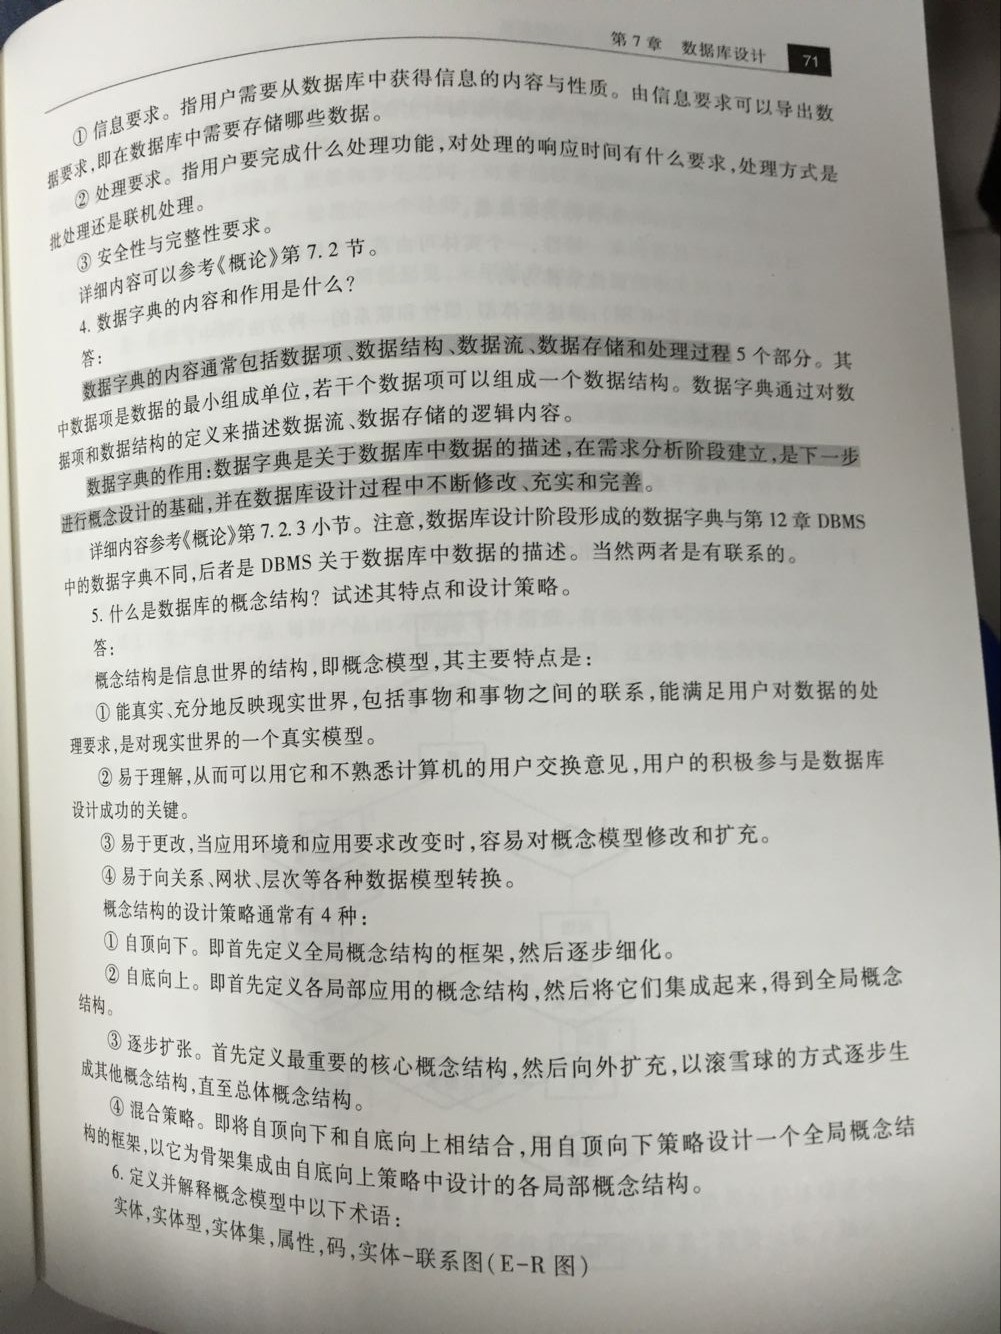 第7章 数据库设计 71
①信息要求。指用户需要从数据库中获得信息的内容与性质。由信息要求可以导出数
据要求,即在数据库中需要存储哪些数据。
②处理要求。指用户要完成什么处理功能,对处理的响应时间有什么要求,处理方式是
批处理还是联机处理。
③安全性与完整性要求。
详细内容可以参考《概论》第7.2节。
4.数据字典的内容和作用是什么?
答:
数据字典的内容通常包括数据项、数据结构、数据流、数据存储和处理过程5个部分。其
中数据项是数据的最小组成单位,若干个数据项可以组成一个数据结构。数据字典通过对数
据项和数据结构的定义来描述数据流、数据存储的逻辑内容。
数据字典的作用:数据字典是关于数据库中数据的描述,在需求分析阶段建立,是下一步
进行概念设计的基础,并在数据库设计过程中不断修改、充实和完善。
详细内容参考《概论》第7.2.3小节。注意,数据库设计阶段形成的数据字典与第12章DBMS
中的数据字典不同,后者是DBMS关于数据库中数据的描述。当然两者是有联系的。
5.什么是数据库的概念结构?试述其特点和设计策略。
答:
概念结构是信息世界的结构,即概念模型,其主要特点是:
①能真实、充分地反映现实世界,包括事物和事物之间的联系,能满足用户对数据的处
理要求,是对现实世界的一个真实模型。
②易于理解,从而可以用它和不熟悉计算机的用户交换意见,用户的积极参与是数据库
设计成功的关键。
③易于更改,当应用环境和应用要求改变时,容易对概念模型修改和扩充。
④易于向关系、网状、层次等各种数据模型转换。
概念结构的设计策略通常有4种:
①自顶向下。即首先定义全局概念结构的框架,然后逐步细化。
②自底向上。即首先定义各局部应用的概念结构,然后将它们集成起来,得到全局概念
结构。
③逐步扩张。首先定义最重要的核心概念结构,然后向外扩充,以滚雪球的方式逐步生
成其他概念结构,直至总体概念结构。
④混合策略。即将自顶向下和自底向上相结合,用自顶向下策略设计一个全局概念结
构的框架,以它为骨架集成由自底向上策略中设计的各局部概念结构。
6.定义并解释概念模型中以下术语:
实体,实体型,实体集,属性,码,实体-联系图(E-R图)